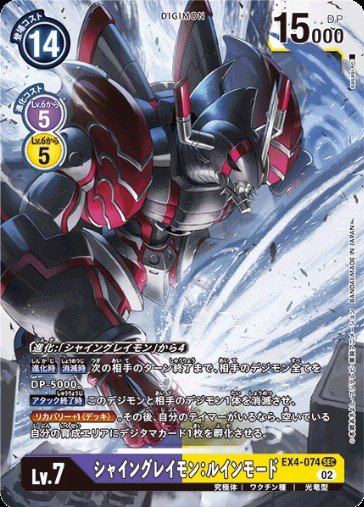 登場コスト
14
DIGIMON
15000
DP
進化コスト
Lv.6から
5
Lv.6から
5
進化:「シャイングレイモン」から4
進化時 消滅時 次の相手のターン終了まで、相手のデジモン全てを
DP-5000。
アタック終了時 このデジモンと相手のデジモン1体を消滅させ、
リカバリー+1《デッキ》。その後、自分のテイマーがいるなら、空いている
自分の育成エリアにデジタマカード1枚を孵化させる。
シャイングレイモン:ルインモード
EX4-074 SEC
Lv.7
究極体 | ワクチン種 | 光竜型
02